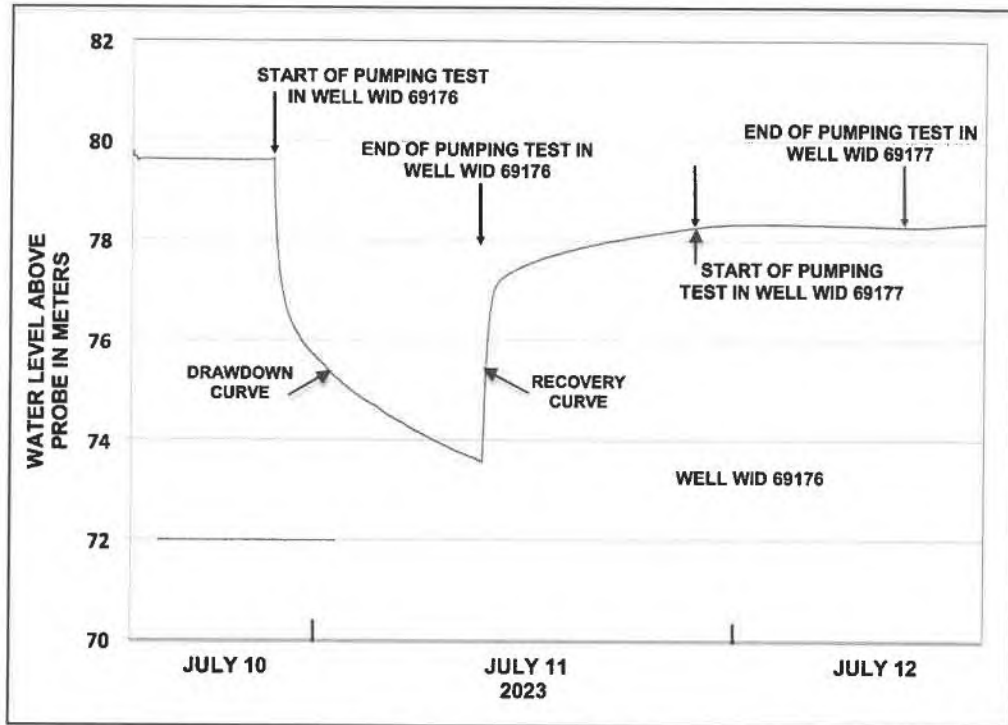 82
80
78
76
74
72
70
WATER LEVEL ABOVE
PROBE IN METERS
START OF PUMPING TEST
IN WELL WID 69176
END OF PUMPING TEST IN
WELL WID 69176
END OF PUMPING TEST IN
WELL WID 69177
START OF PUMPING
TEST IN WELL WID 69177
DRAWDOWN
CURVE
RECOVERY
CURVE
WELL WID 69176
JULY 10
JULY 11
JULY 12
2023